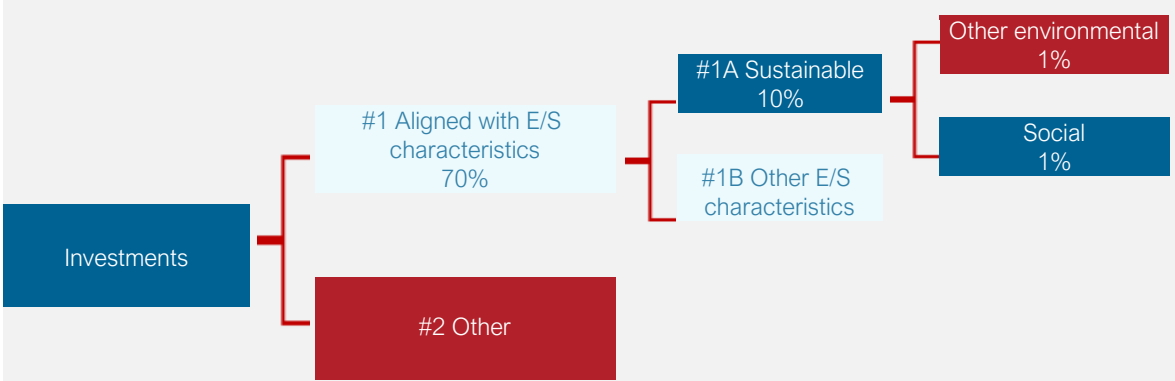 Investments
#1 Aligned with E/S
characteristics
70%
#2 Other
#1A Sustainable
10%
#1B Other E/S
characteristics
Other environmental
1%
Social
1%